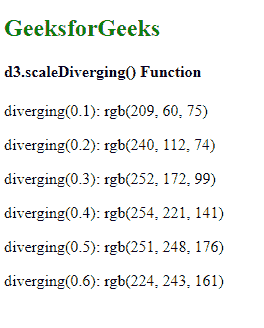 GeeksforGeeks
d3.scaleDiverging() Function
diverging(0.1): rgb(209, 60, 75)
diverging(0.2): rgb(240, 112, 74)
diverging(0.3): rgb(252, 172, 99)
diverging(0.4): rgb(254, 221, 141)
diverging(0.5): rgb(251, 248, 176)
diverging(0.6): rgb(224, 243, 161)